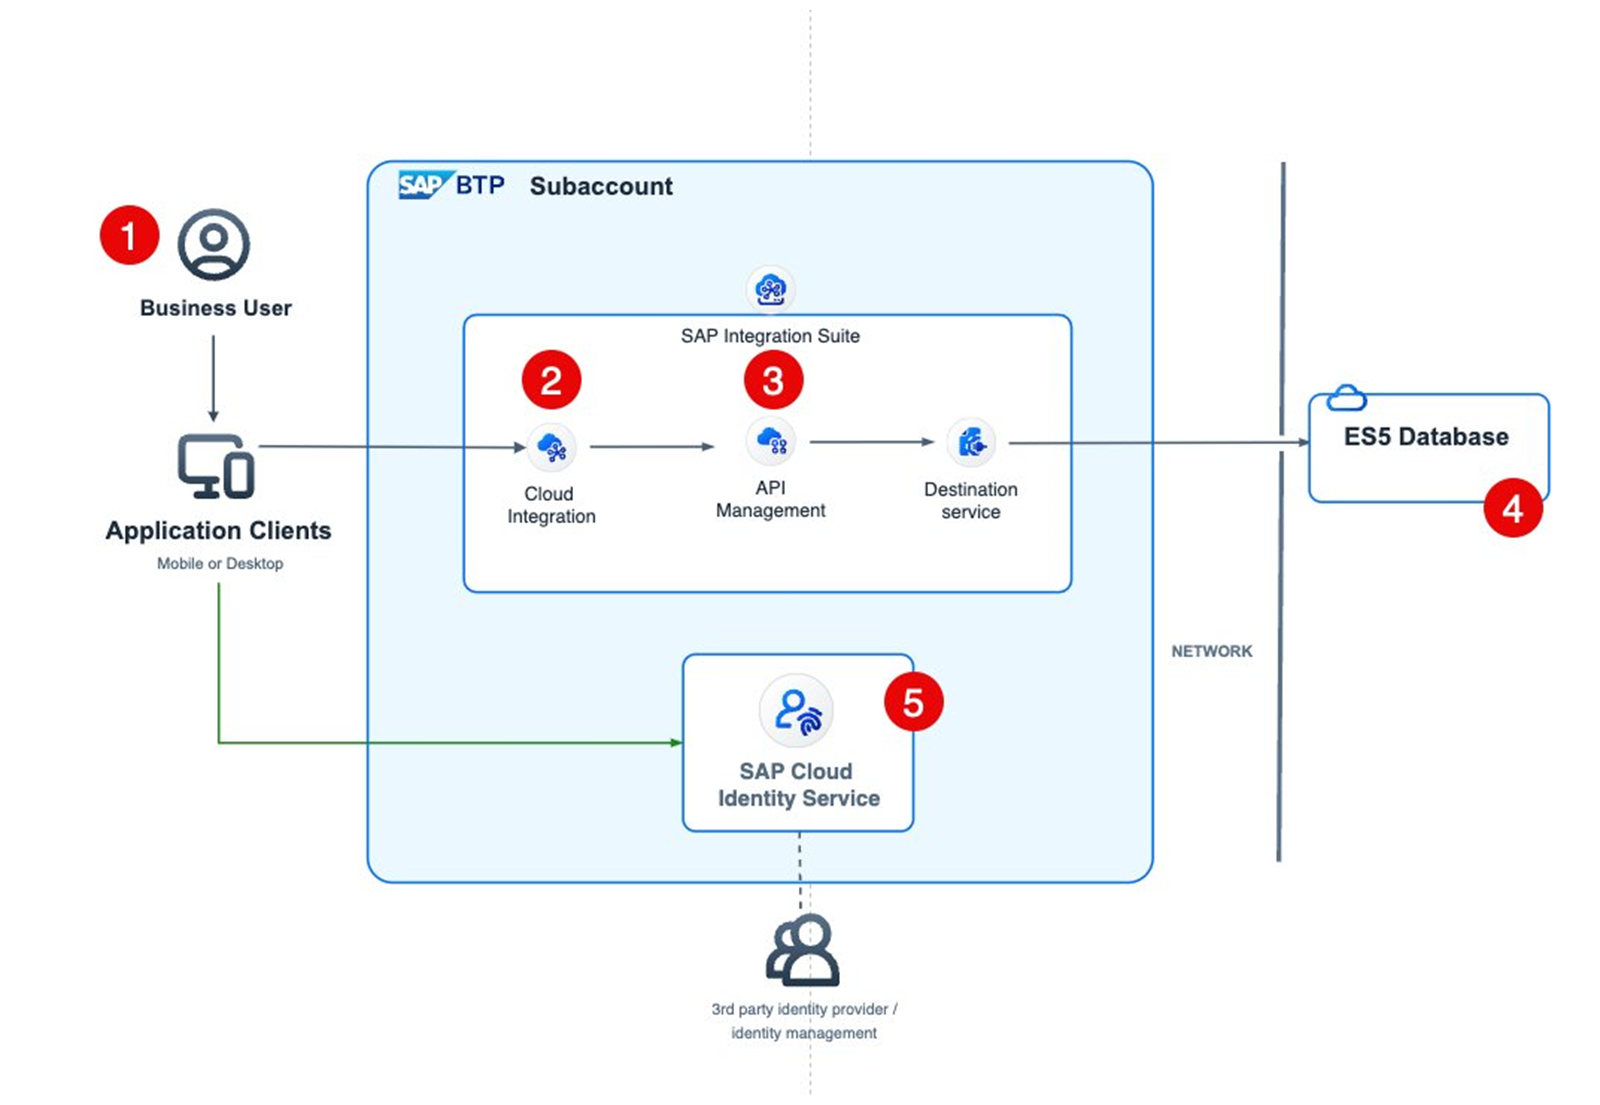 SAP BTP Subaccount
1
Business User
SAP Integration Suite
2
3
Cloud
Integration
API
Management
Destination
service
ES5 Database
4
Application Clients
Mobile or Desktop
NETWORK
5
SAP Cloud
Identity Service
3rd party identity provider /
identity management